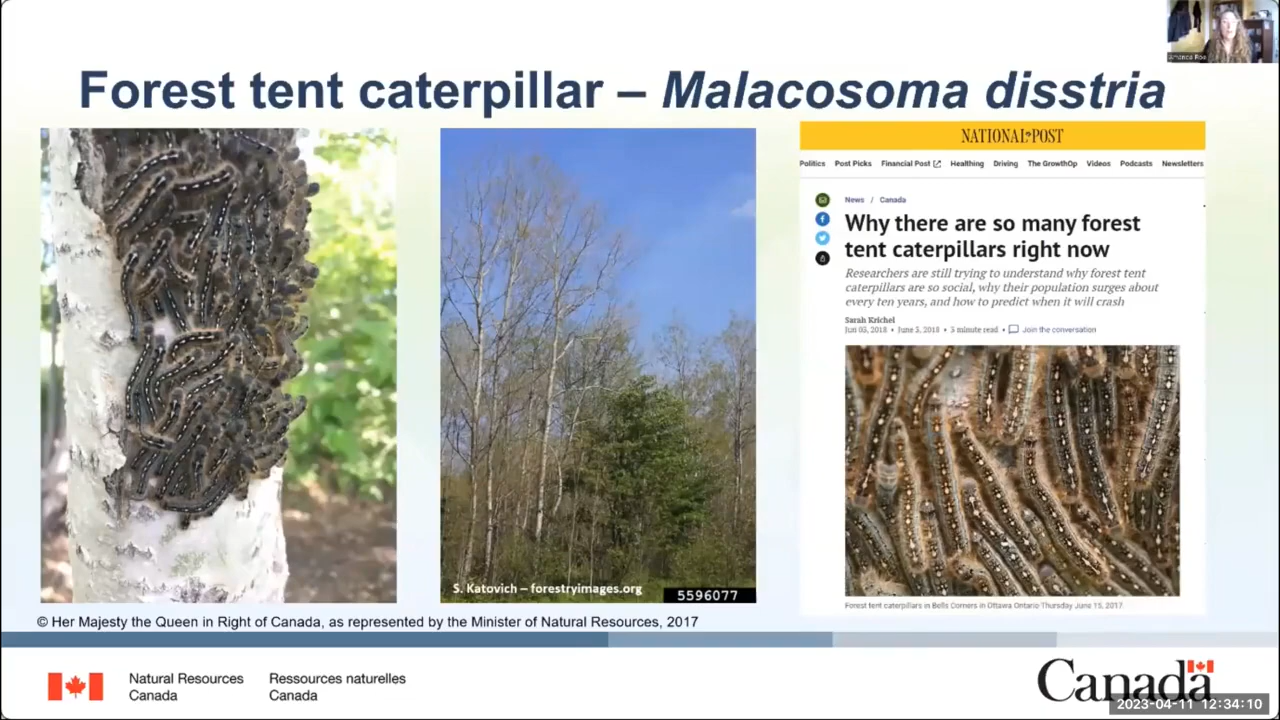 Amanda Roe
Forest tent caterpillar – Malacosoma disstria
NATIONAL POST
Politics Post Picks Financial Post Healthing Driving The GrowthOp Videos Podcasts Newsletters
News / Canada
Why there are so many forest
tent caterpillars right now
Researchers are still trying to understand why forest tent
caterpillars are so social, why their population surges about
every ten years, and how to predict when it will crash
Sarah Krichel
Jun 05, 2018 • June 5, 2018 • 3 minute read • Join the conversation
S. Katovich – forestryimages.org
5596077
Forest tent caterpillars in Bells Corners in Ottawa Ontario Thursday June 15, 2017.
© Her Majesty the Queen in Right of Canada, as represented by the Minister of Natural Resources, 2017
Natural Resources
Canada
Ressources naturelles
Canada
Canada
2023-04-11 12:34:10